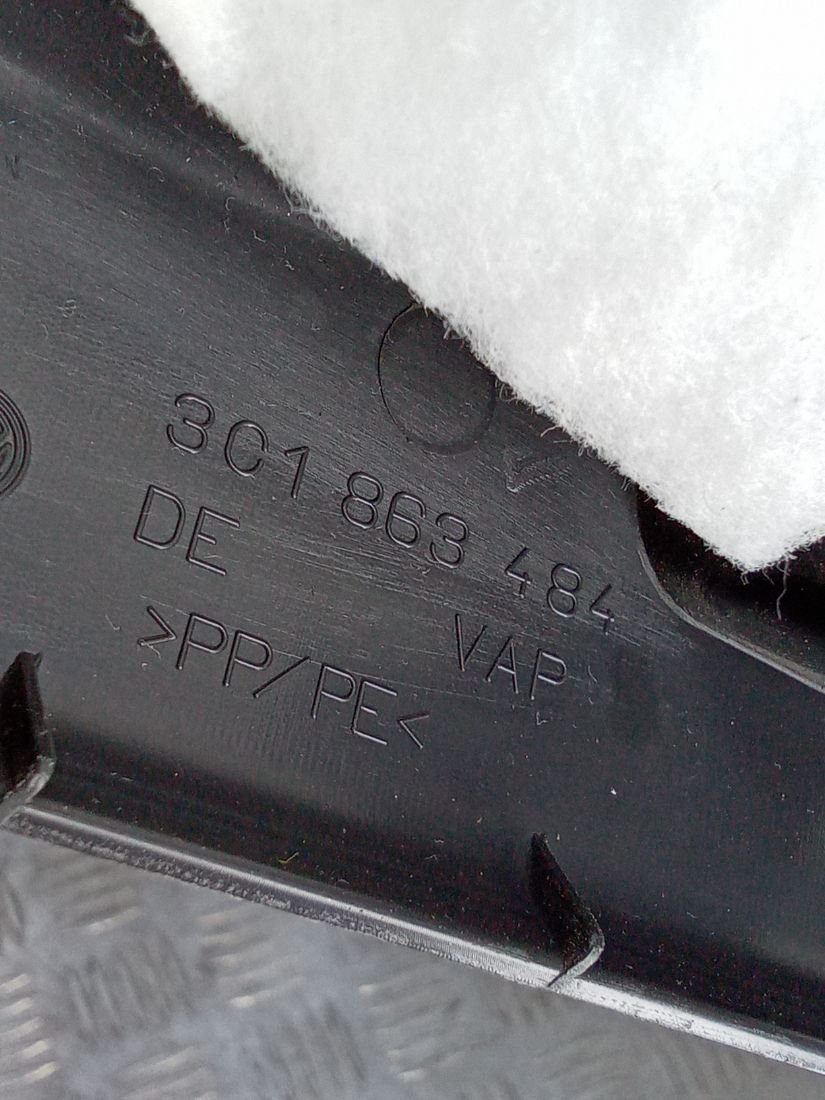 3C1 863 484
DE
VAP
>PP/PE<